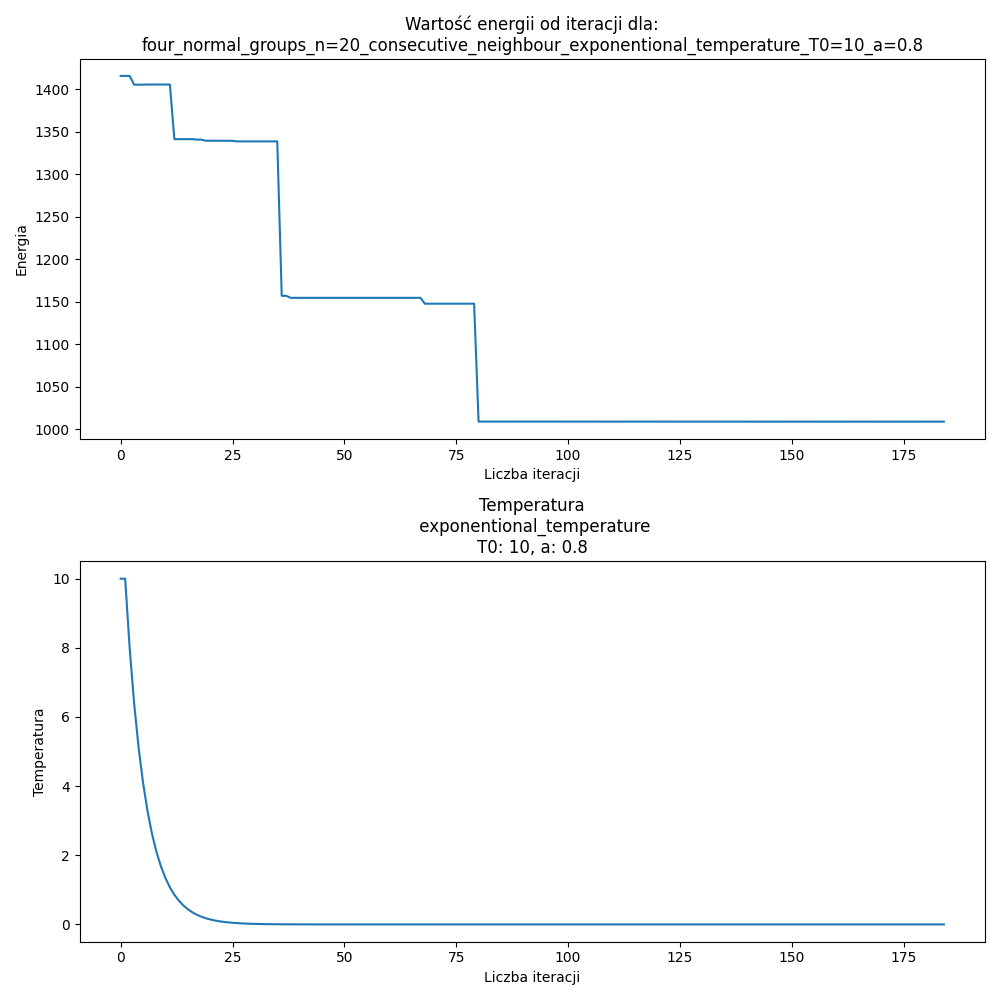 Wartość energii od iteracji dla:
four_normal_groups_n=20_consecutive_neighbour_exponentional_temperature_T0=10_a=0.8
1400
1350
1300
1250
1200
1150
1100
1050
1000
Energia
0 25 50 75 100 125 150 175
Liczba iteracji
Temperatura
exponentional_temperature
T0: 10, a: 0.8
10
8
6
4
2
0
Temperatura
0 25 50 75 100 125 150 175
Liczba iteracji